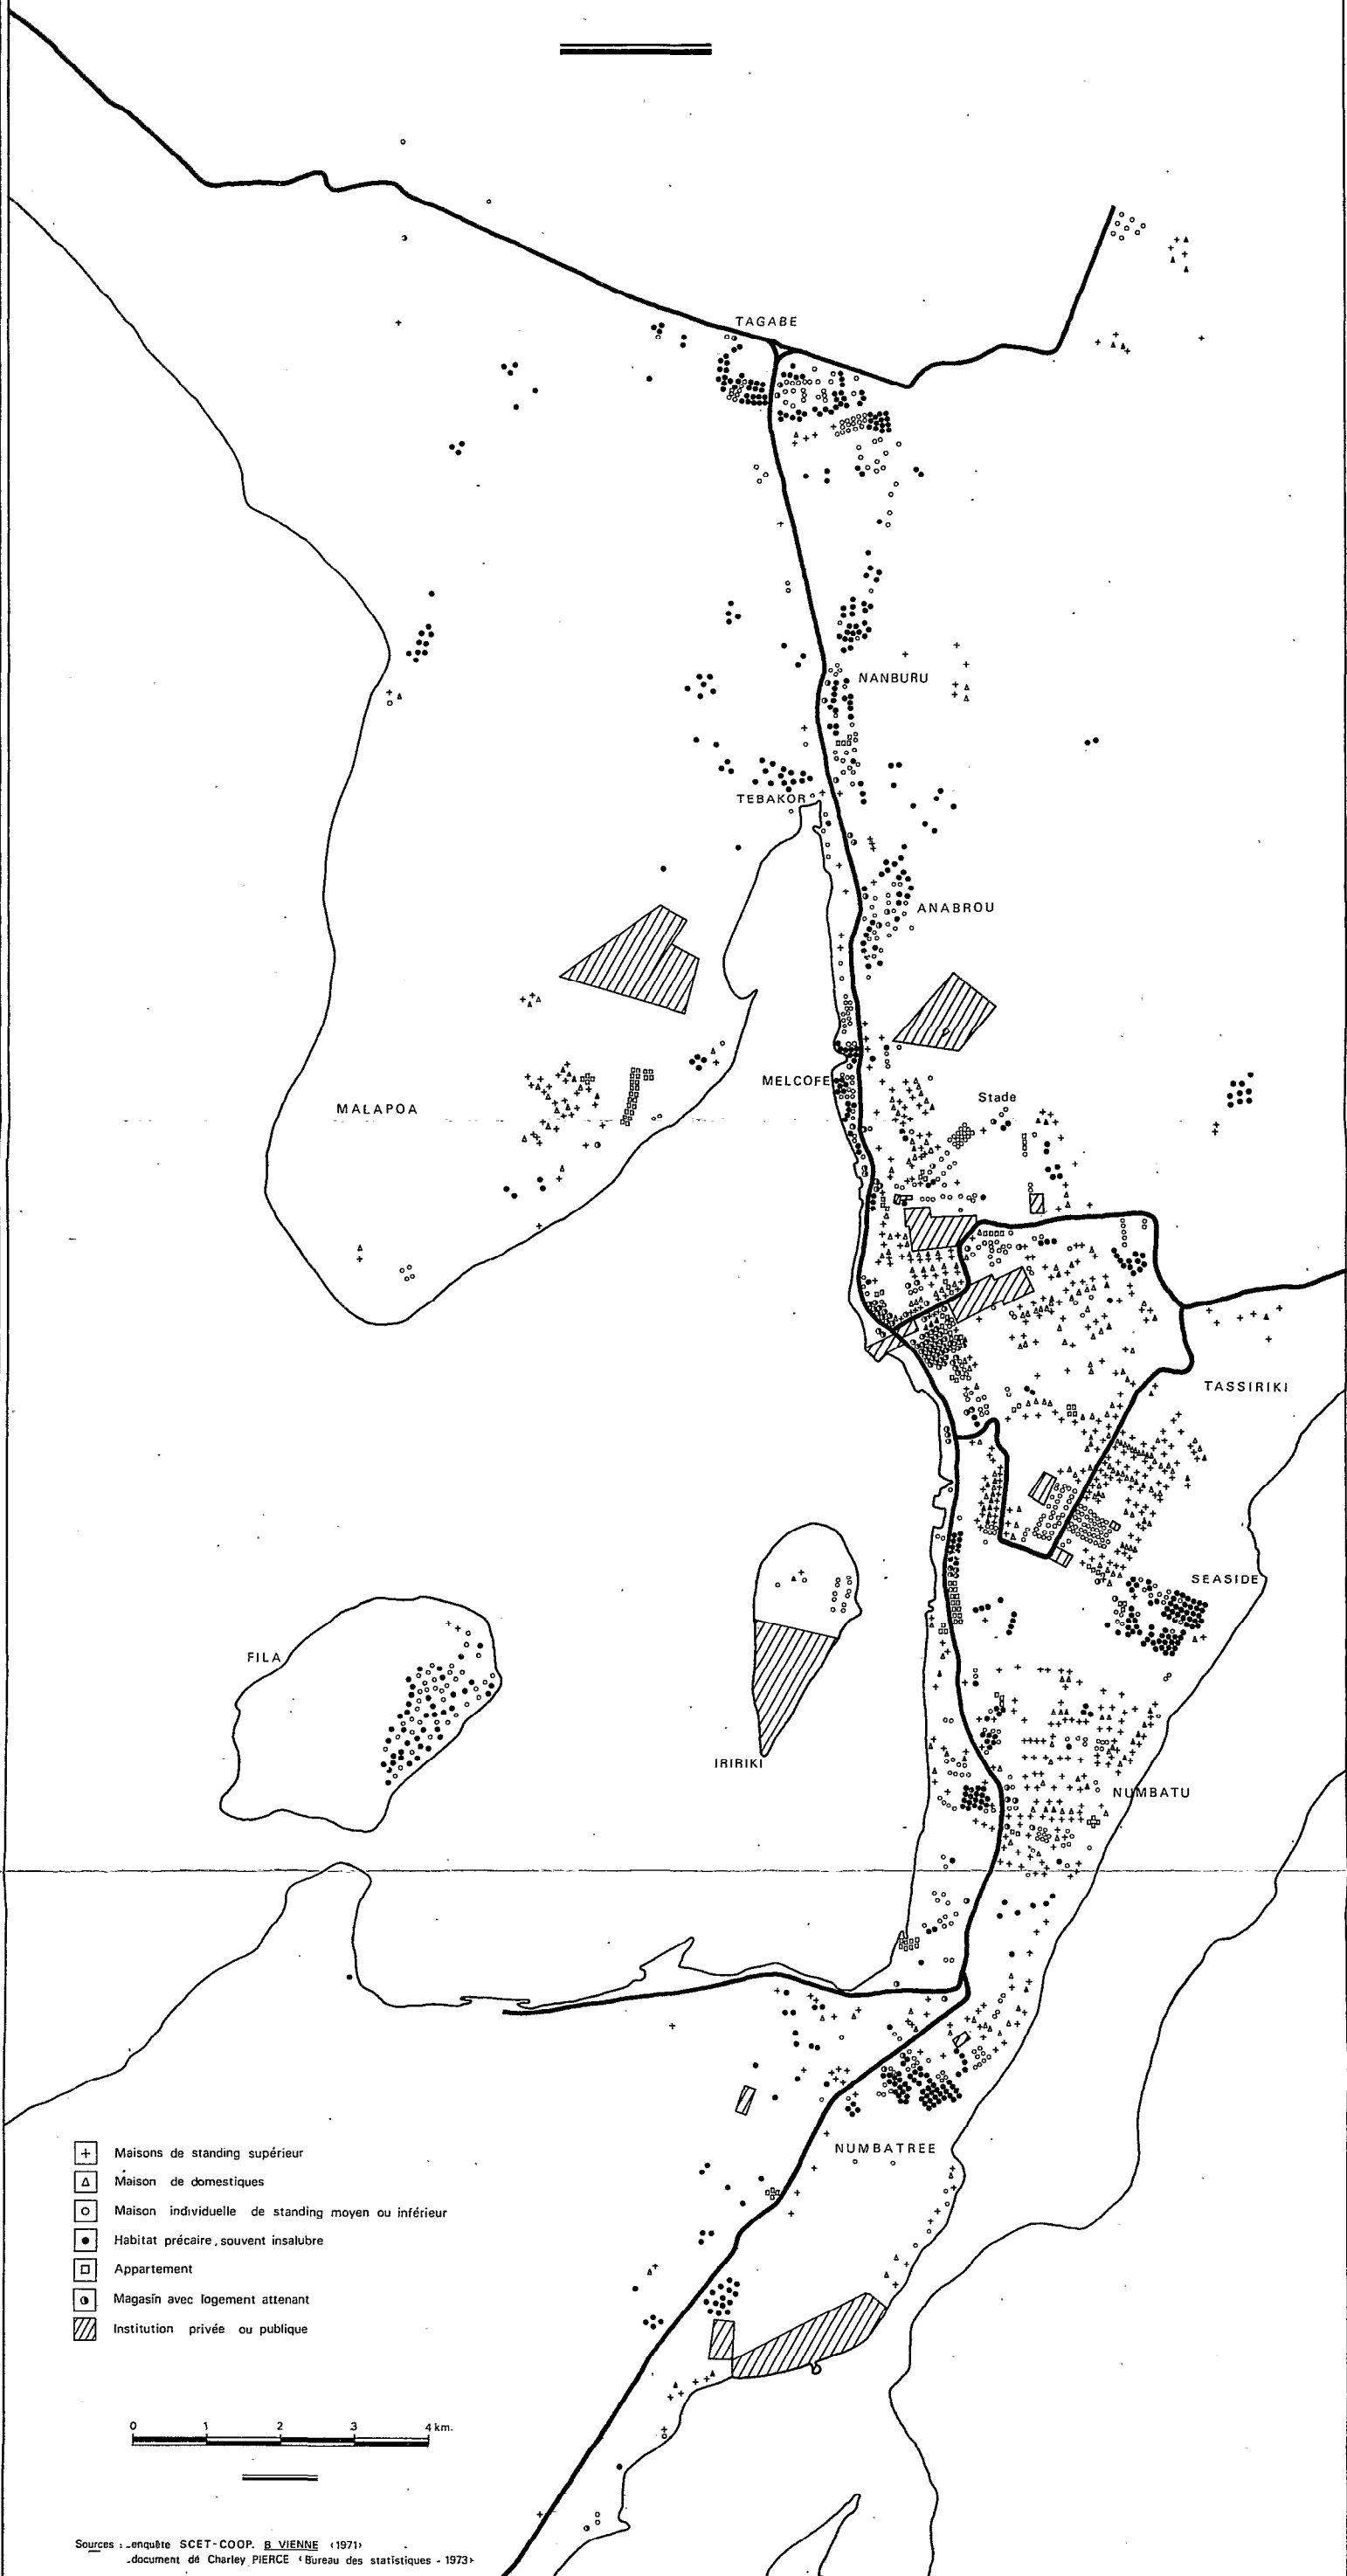 TAGABE
NANBURU
TEBAKOR
ANABROU
MELCOFE
Stade
MALAPOA
TASSIRIKI
SEASIDE
FILA
IRIRIKI
NUMBATU
NUMBATREE
Maisons de standing supérieur
Maison de domestiques
Maison individuelle de standing moyen ou inférieur
Habitat précaire, souvent insalubre
Appartement
Magasin avec logement attenant
Institution privée ou publique
0 1 2 3 4 km.
Sources : -enquête SCET-COOP. B VIENNE (1971)
-document dé Charley PIERCE (Bureau des statistiques - 1973)